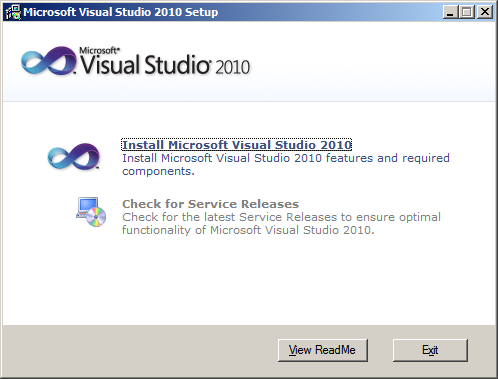 Microsoft Visual Studio 2010 Setup
Microsoft®
Visual Studio® 2010
Install Microsoft Visual Studio 2010
Install Microsoft Visual Studio 2010 features and required
components.
Check for Service Releases
Check for the latest Service Releases to ensure optimal
functionality of Microsoft Visual Studio 2010.
View ReadMe Exit